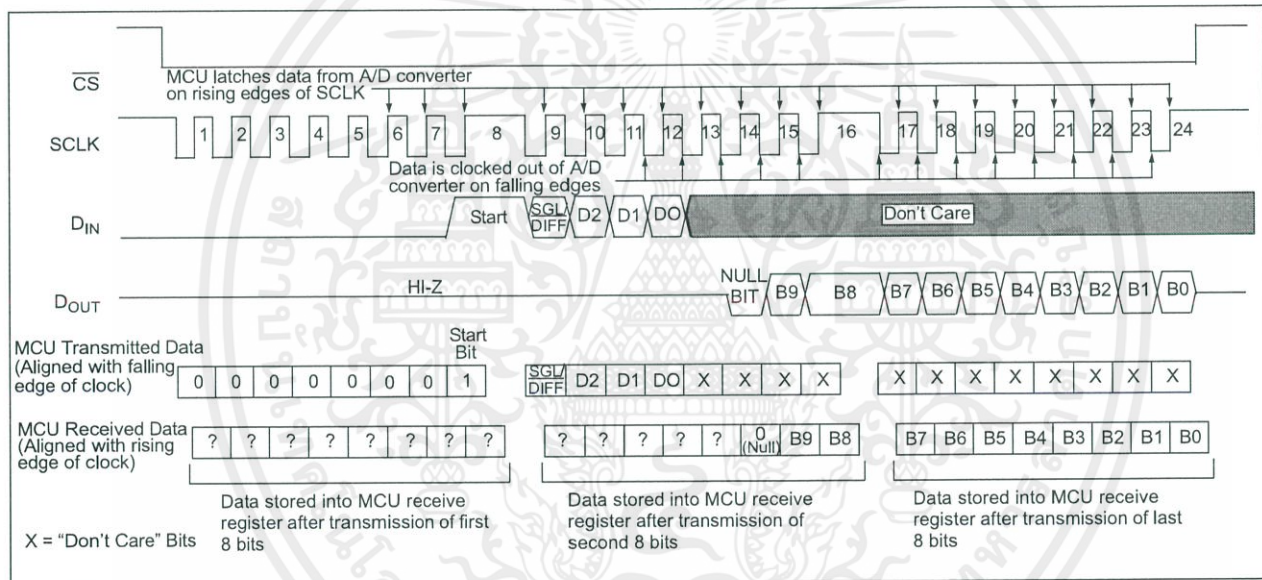 CS
MCU latches data from A/D converter
on rising edges of SCLK
SCLK
1 2 3 4 5 6 7 8 9 10 11 12 13 14 15 16 17 18 19 20 21 22 23 24
Data is clocked out of A/D
converter on falling edges
DIN
Start
SGL/
DIFF
D2 D1 DO
Don't Care
DOUT
HI-Z
NULL
BIT
B9 B8 B7 B6 B5 B4 B3 B2 B1 B0
MCU Transmitted Data
(Aligned with falling
edge of clock)
Start
Bit
0 0 0 0 0 0 0 1
SGL/
DIFF
D2 D1 DO X X X X
X X X X X X X X
MCU Received Data
(Aligned with rising
edge of clock)
? ? ? ? ? ? ? ?
? ? ? ? ? 0 B9 B8
(Null)
B7 B6 B5 B4 B3 B2 B1 B0
Data stored into MCU receive
register after transmission of first
8 bits
Data stored into MCU receive
register after transmission of
second 8 bits
Data stored into MCU receive
register after transmission of last
8 bits
X = “Don't Care” Bits